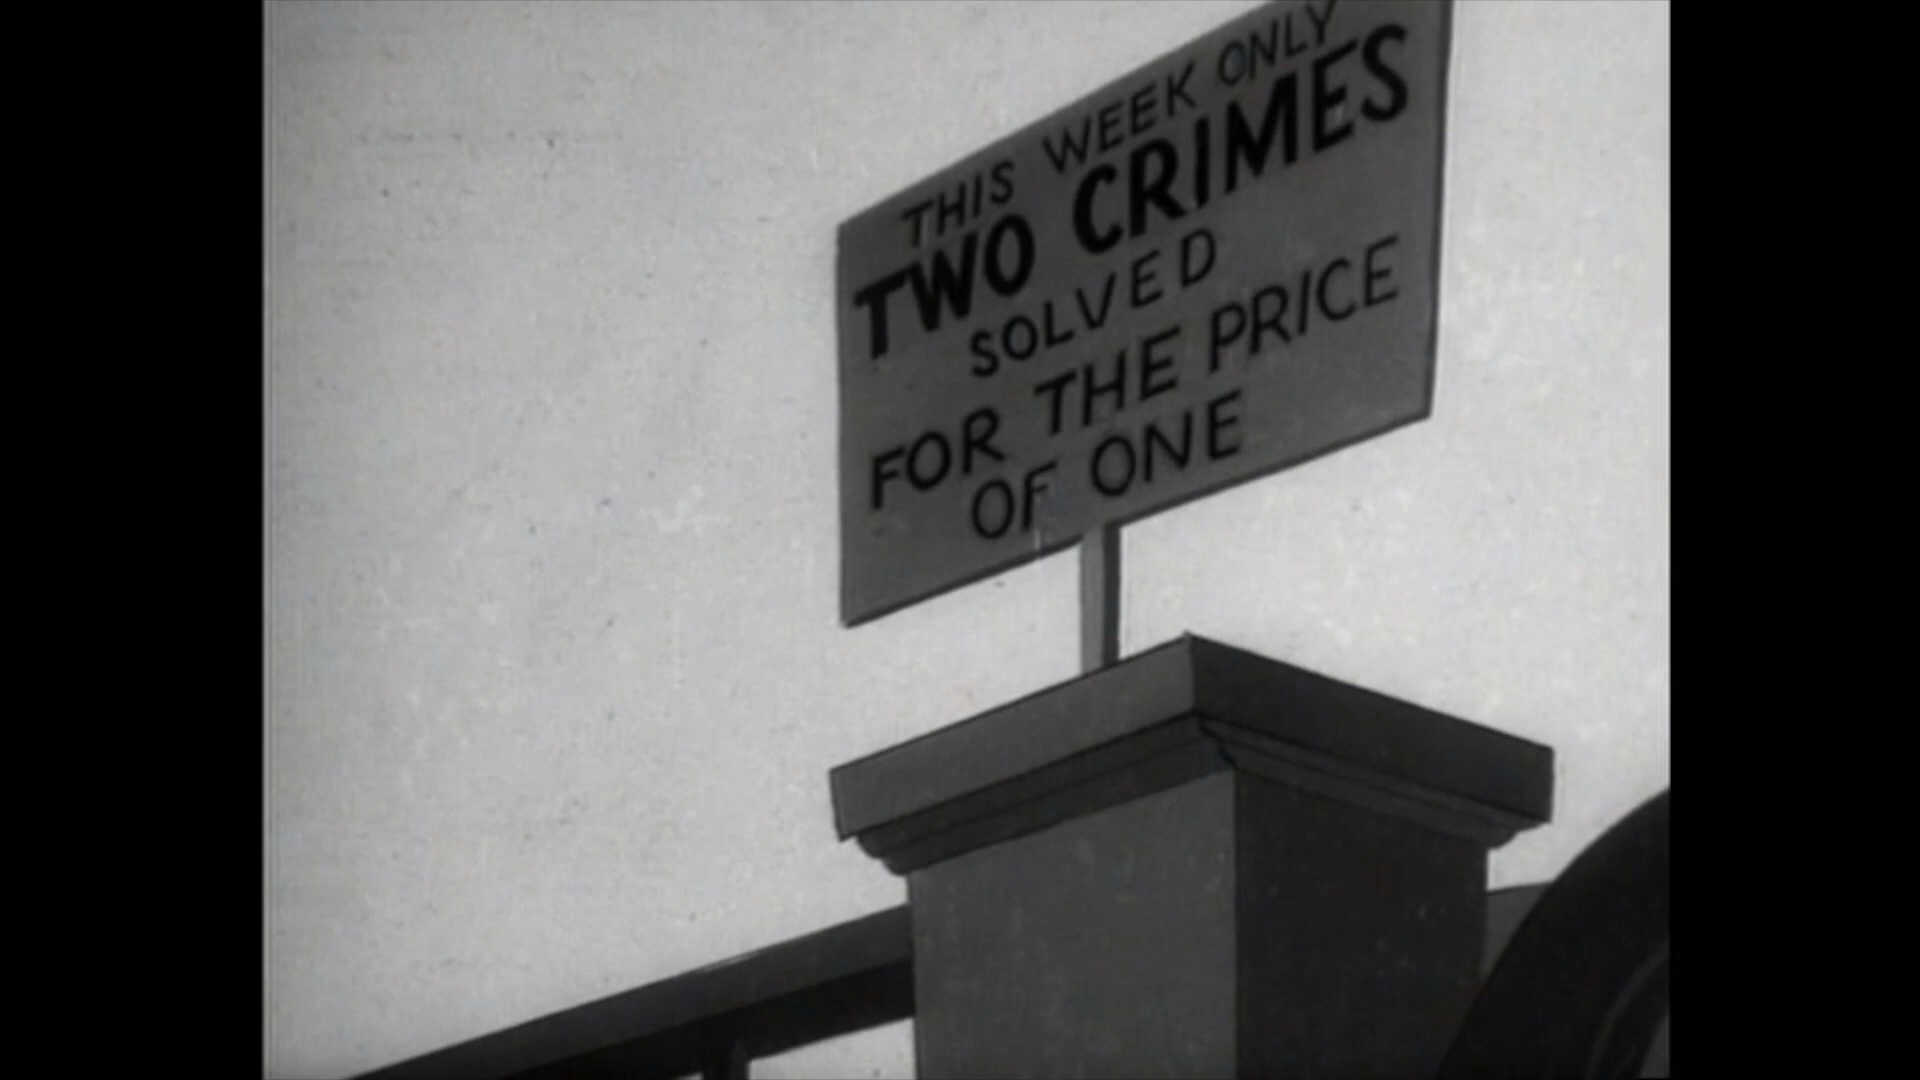 THIS WEEK ONLY
TWO CRIMES
SOLVED
FOR THE PRICE
OF ONE